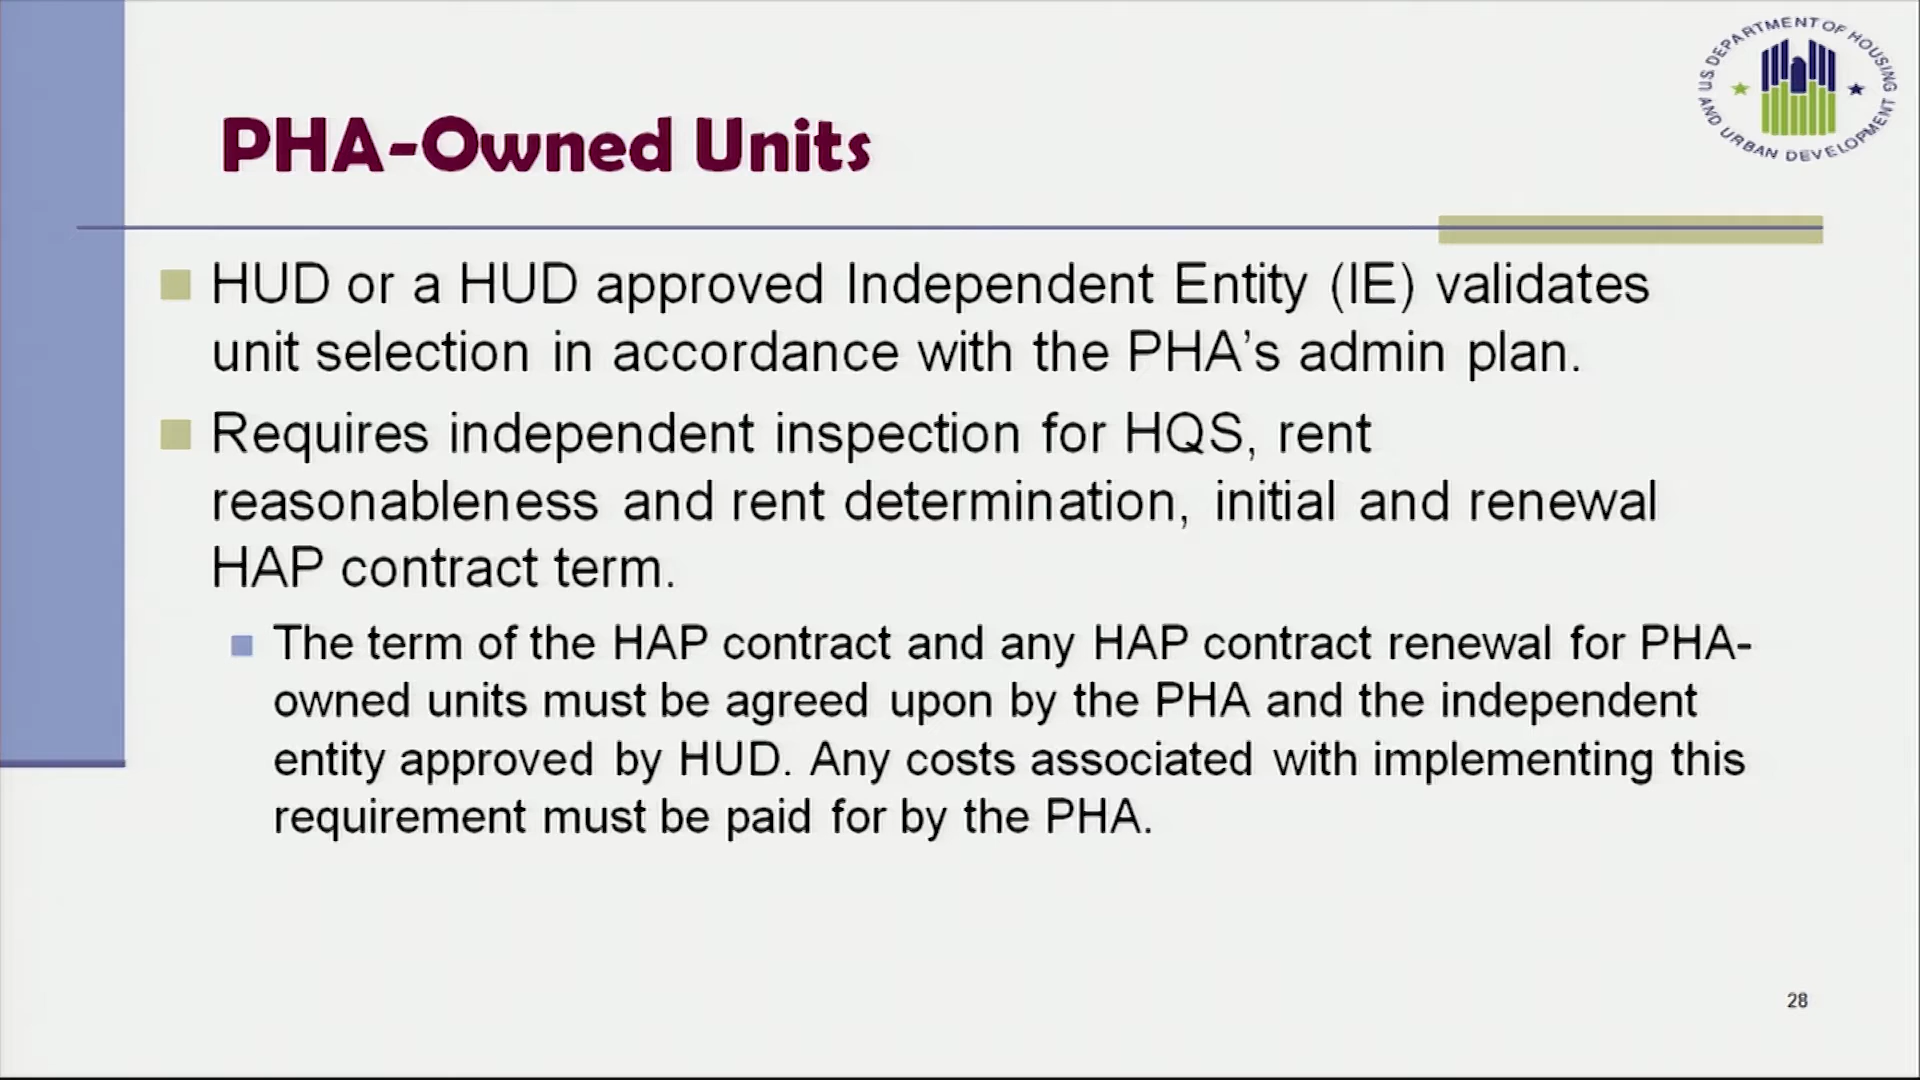 US DEPARTMENT OF HOUSING
AND URBAN DEVELOPMENT
PHA-Owned Units
HUD or a HUD approved Independent Entity (IE) validates
unit selection in accordance with the PHA’s admin plan.
Requires independent inspection for HQS, rent
reasonableness and rent determination, initial and renewal
HAP contract term.
The term of the HAP contract and any HAP contract renewal for PHA-
owned units must be agreed upon by the PHA and the independent
entity approved by HUD. Any costs associated with implementing this
requirement must be paid for by the PHA.
28